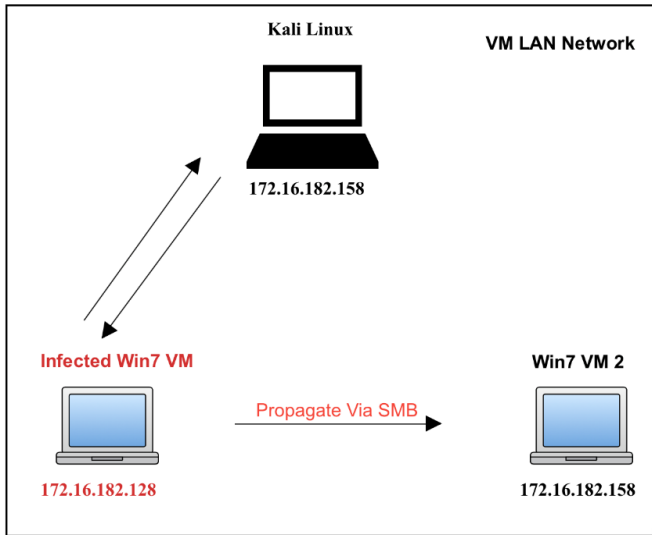 Kali Linux
VM LAN Network
172.16.182.158
Infected Win7 VM
Win7 VM 2
Propagate Via SMB
172.16.182.128
172.16.182.158